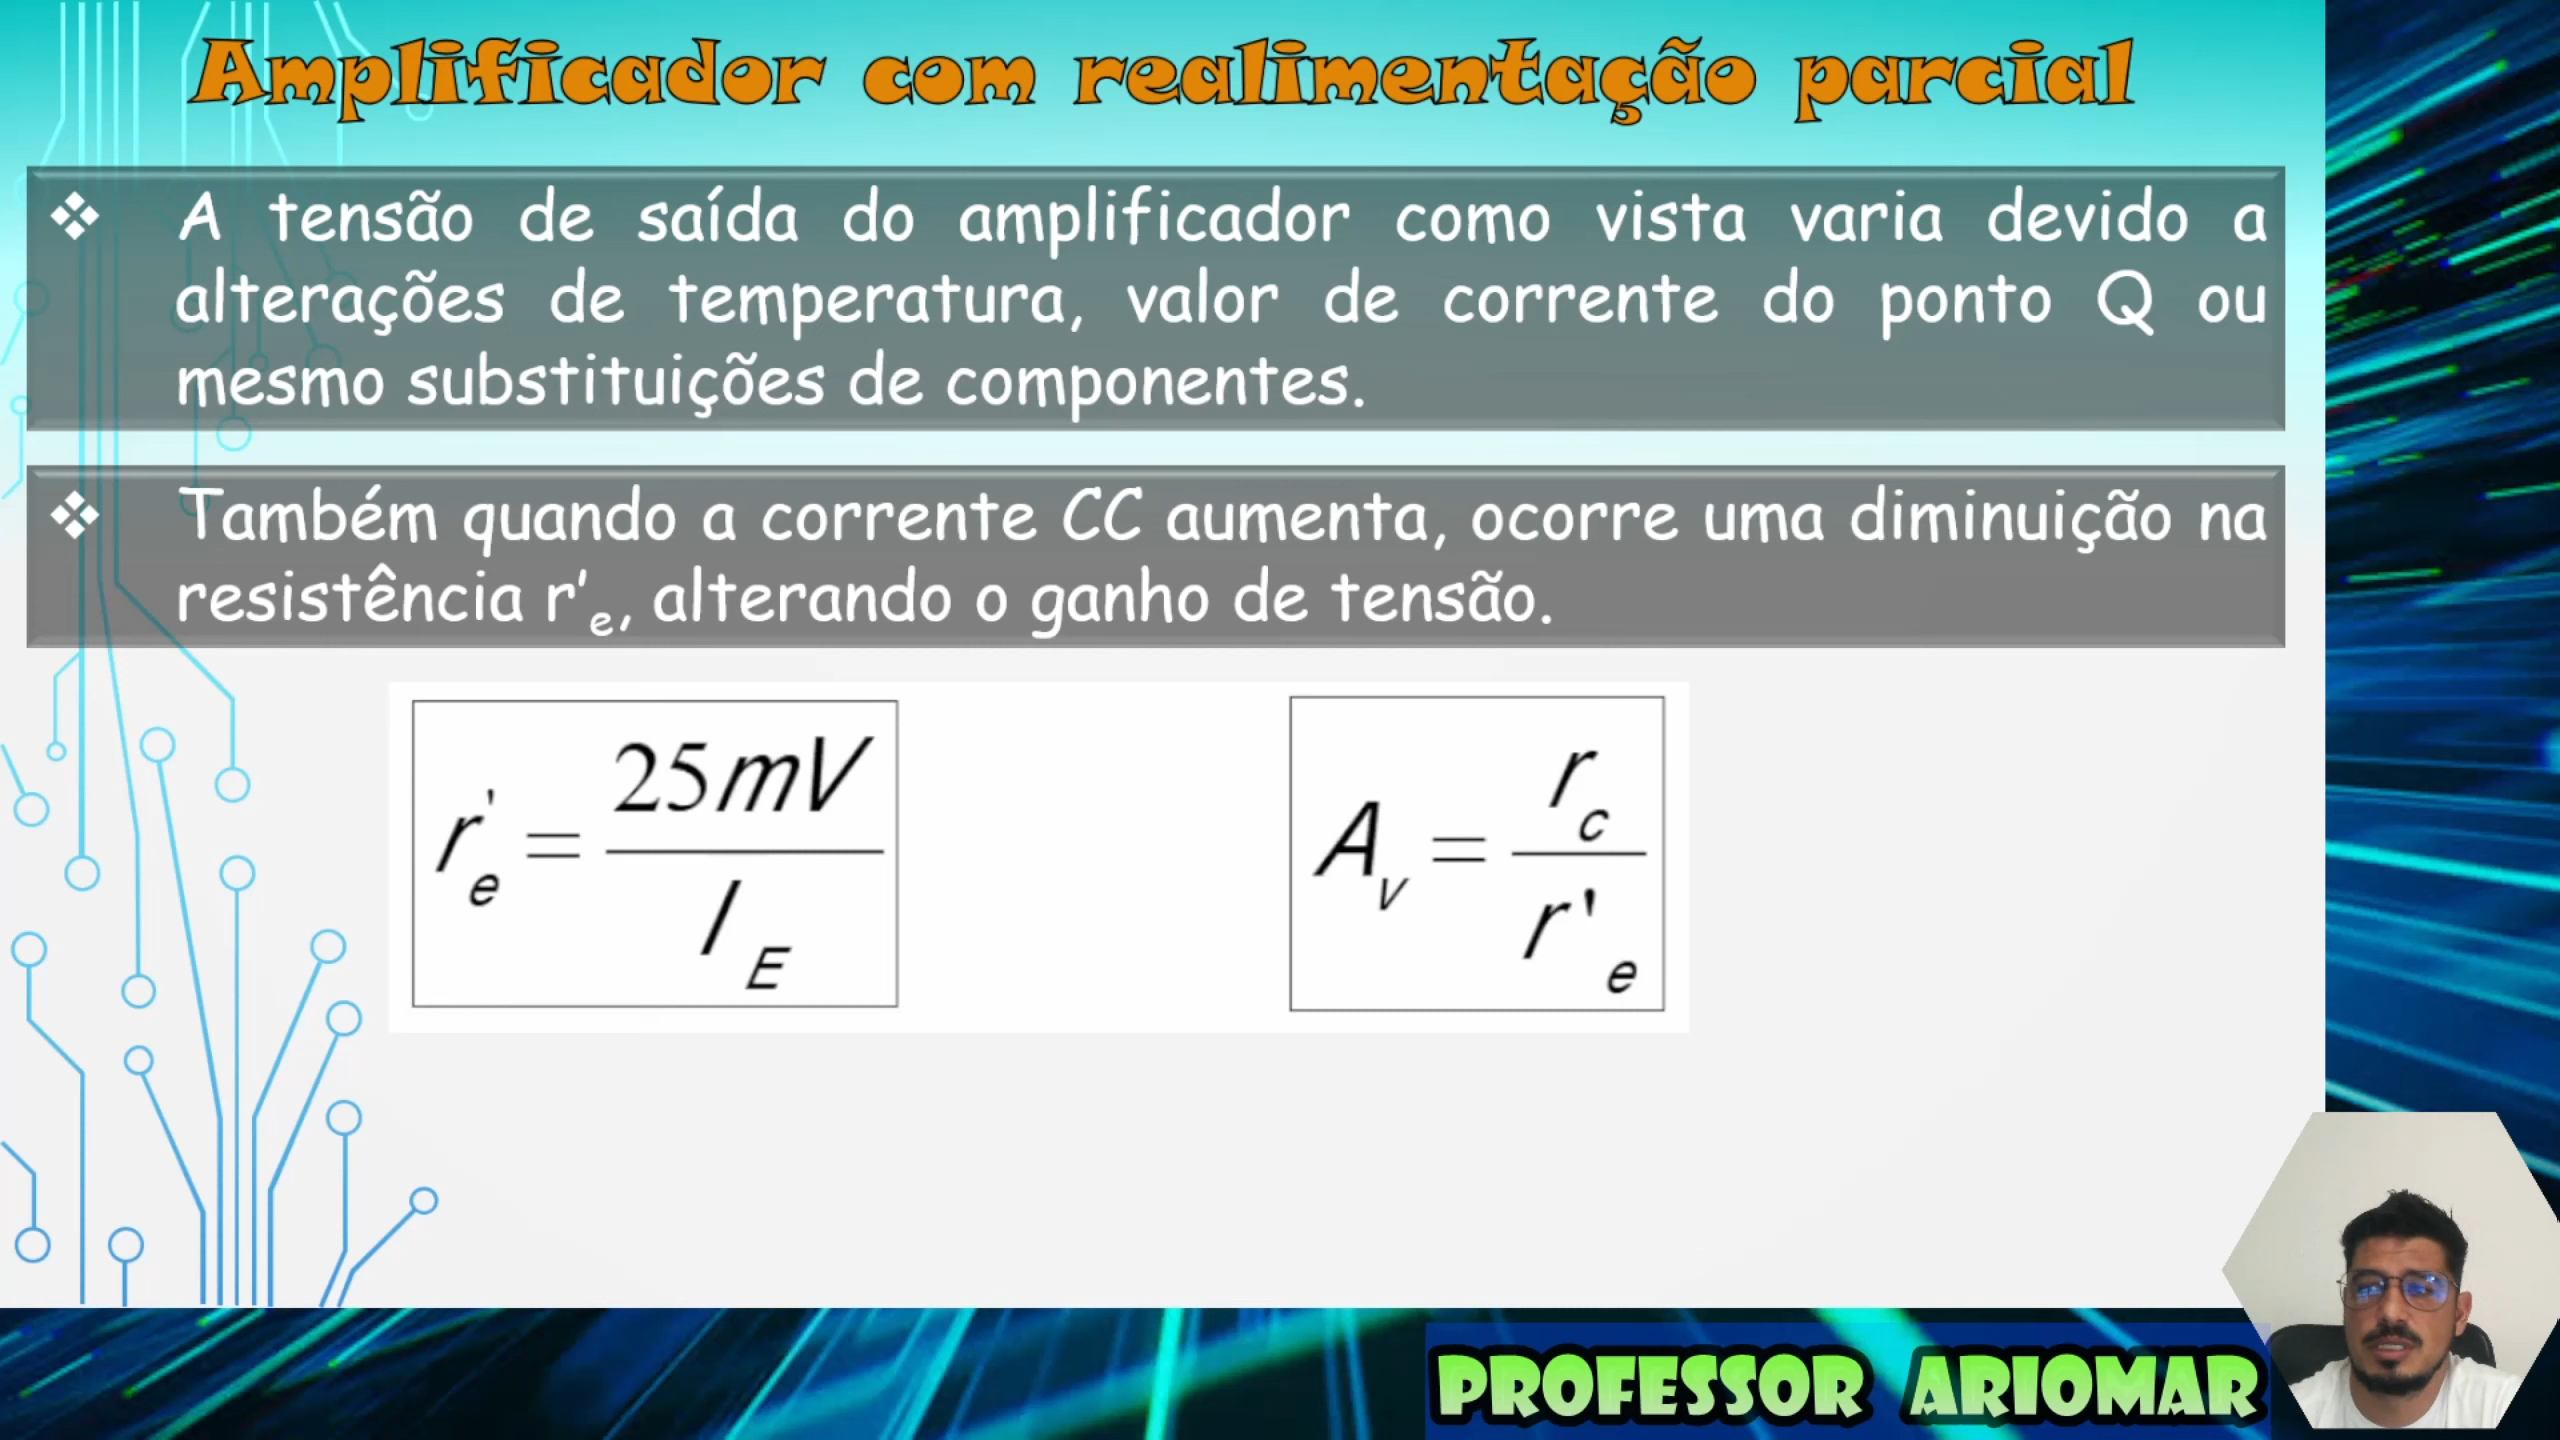 Amplificador com realimentação parcial
❖ A tensão de saída do amplificador como vista varia devido a
alterações de temperatura, valor de corrente do ponto Q ou
mesmo substituições de componentes.
❖ Também quando a corrente CC aumenta, ocorre uma diminuição na
resistência r’e, alterando o ganho de tensão.
r'e = 25mV / IE
Av = rc / r'e
PROFESSOR ARIOMAR